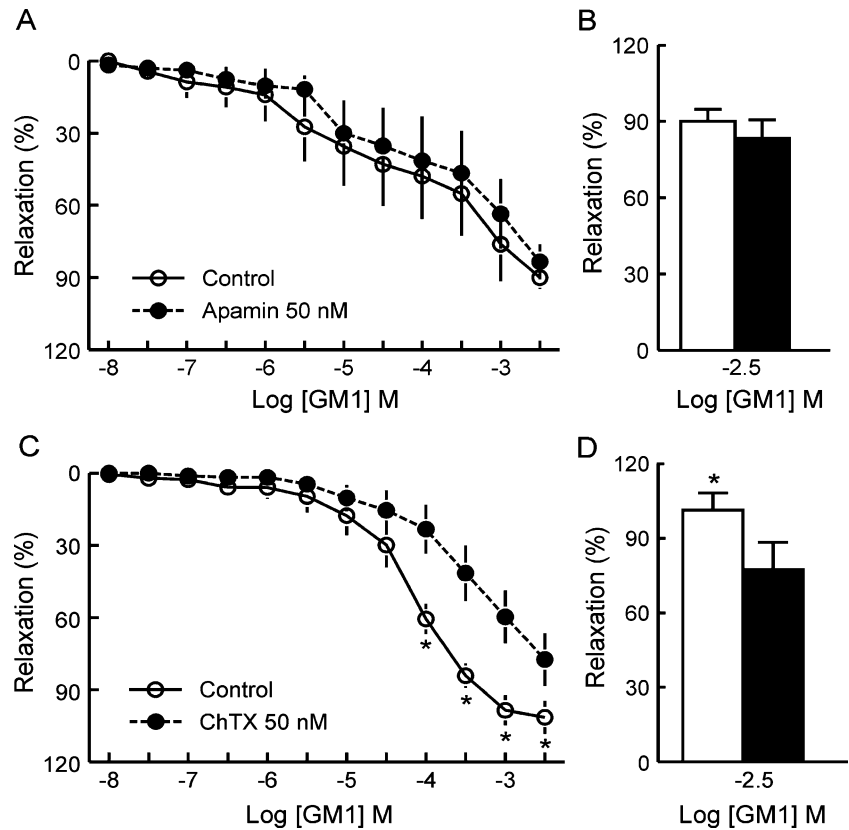 A
B
0
30
60
90
120
Relaxation (%)
Control
Apamin 50 nM
-8 -7 -6 -5 -4 -3
Log [GM1] M
120
90
60
30
0
Relaxation (%)
-2.5
Log [GM1] M
C
D
0
30
60
90
120
Relaxation (%)
Control
ChTX 50 nM
* * * *
-8 -7 -6 -5 -4 -3
Log [GM1] M
120
90
60
30
0
Relaxation (%)
*
-2.5
Log [GM1] M